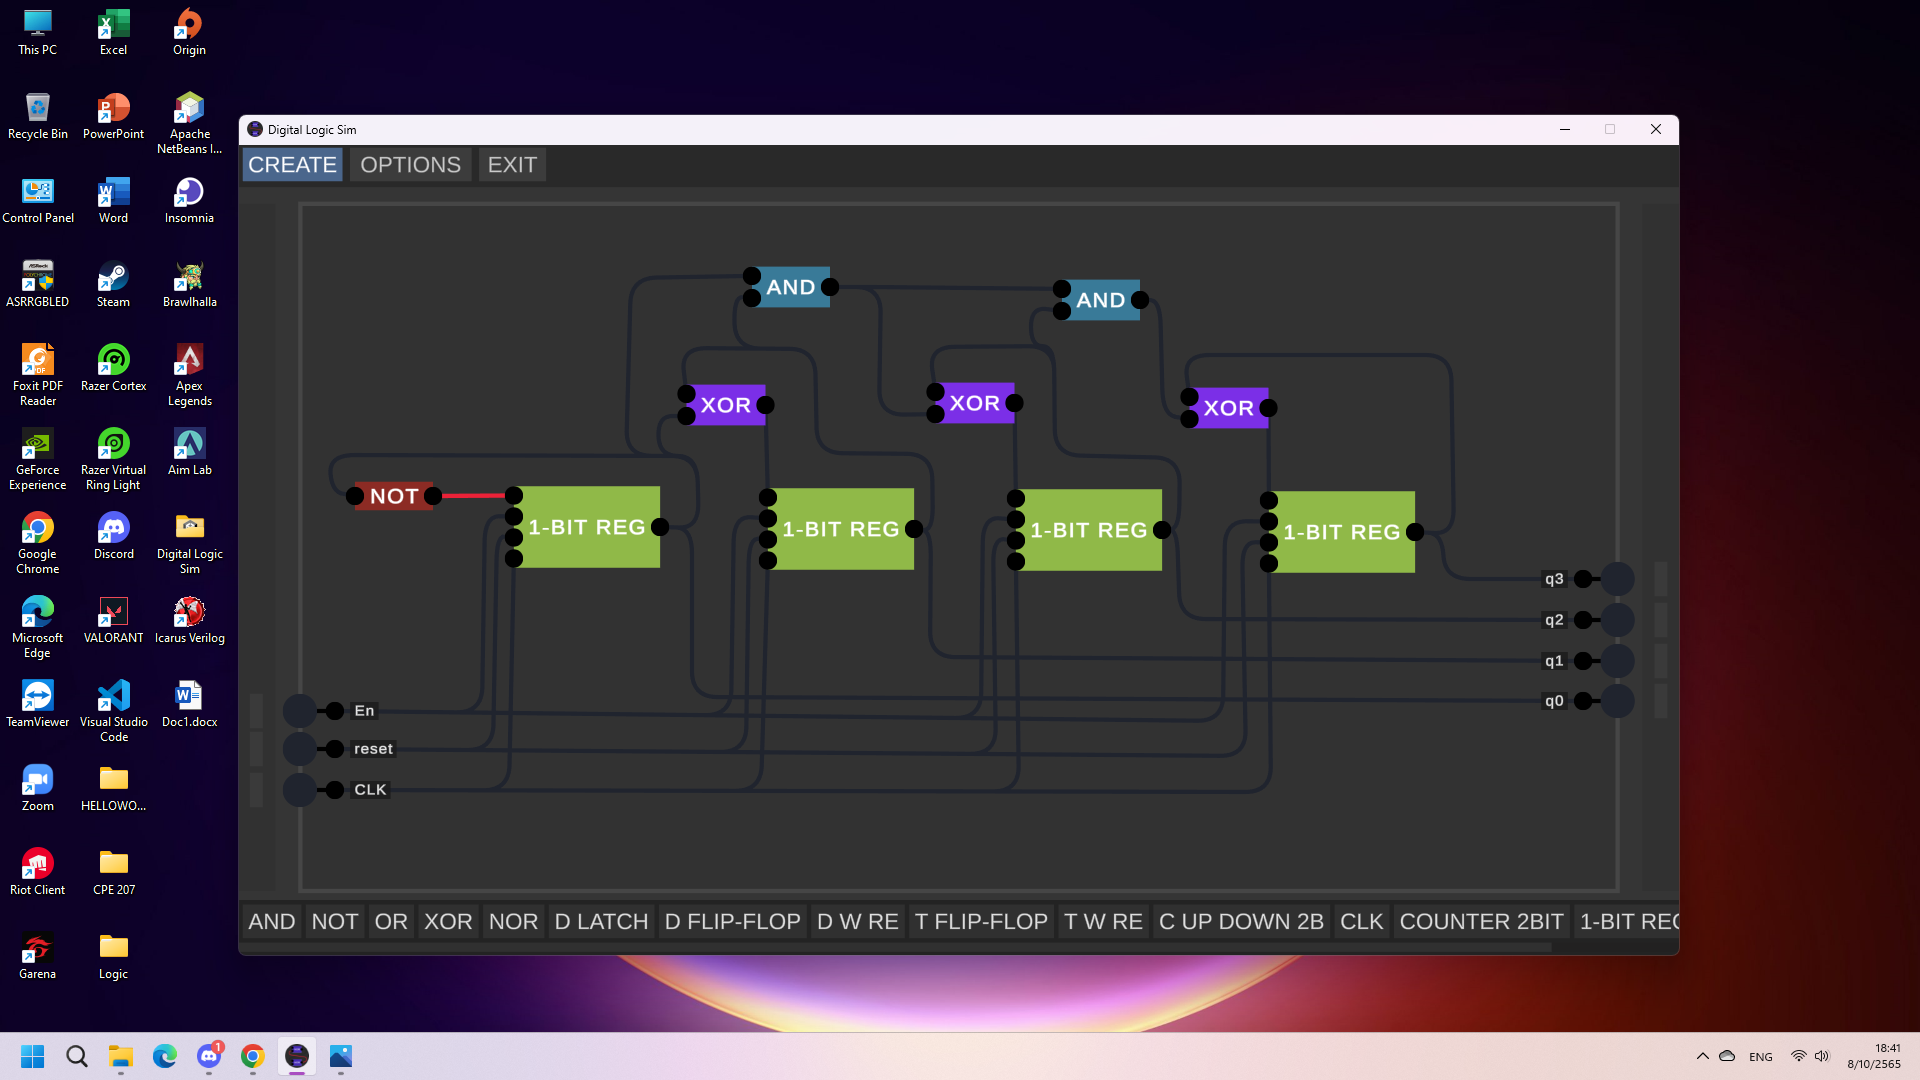 This PC
Excel
Origin
Recycle Bin
PowerPoint
Apache
NetBeans I...
Control Panel
Word
Insomnia
ASRRGBLED
Steam
Brawlhalla
Foxit PDF
Reader
Razer Cortex
Apex
Legends
GeForce
Experience
Razer Virtual
Ring Light
Aim Lab
Google
Chrome
Discord
Digital Logic
Sim
Microsoft
Edge
VALORANT
Icarus Verilog
TeamViewer
Visual Studio
Code
Doc1.docx
Zoom
HELLOWO...
Riot Client
CPE 207
Garena
Logic
Digital Logic Sim
CREATE
OPTIONS
EXIT
AND
AND
XOR
XOR
XOR
NOT
1-BIT REG
1-BIT REG
1-BIT REG
1-BIT REG
q3
q2
q1
q0
En
reset
CLK
AND
NOT
OR
XOR
NOR
D LATCH
D FLIP-FLOP
D W RE
T FLIP-FLOP
T W RE
C UP DOWN 2B
CLK
COUNTER 2BIT
1-BIT REG
1
ENG
18:41
8/10/2565